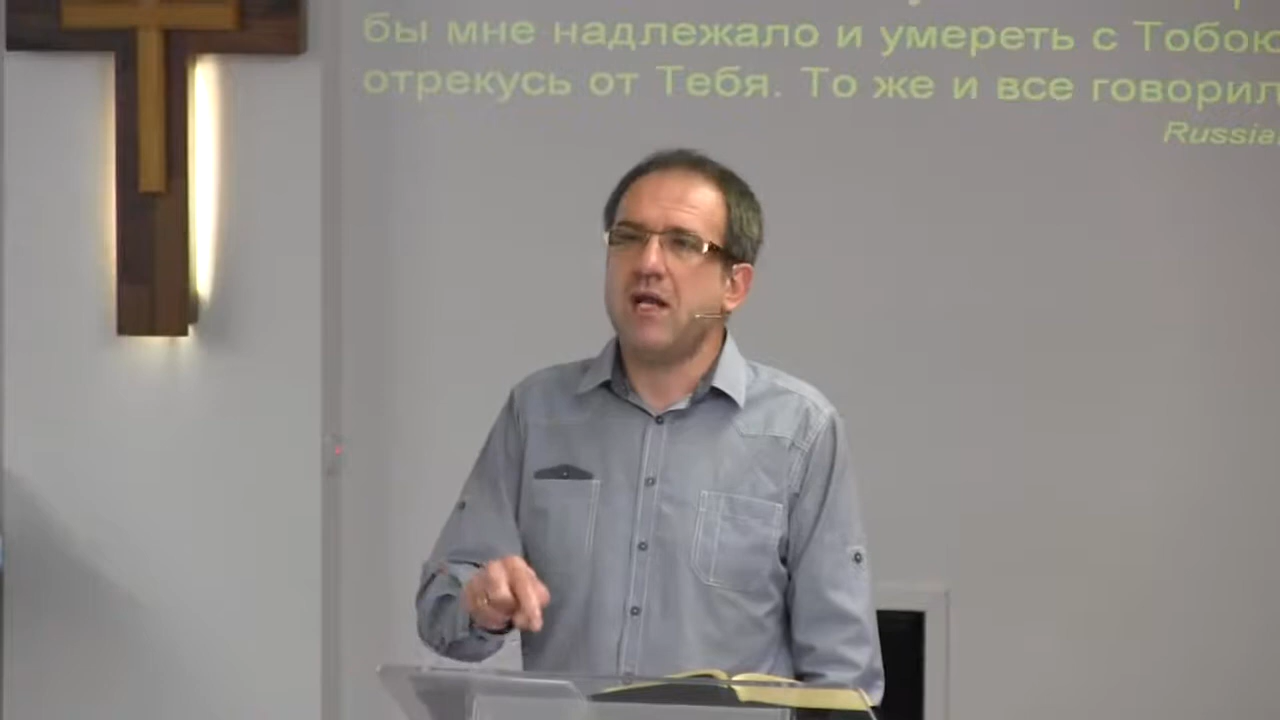 бы мне надлежало и умереть с Тобою
отрекусь от Тебя. То же и все говорил
Russia